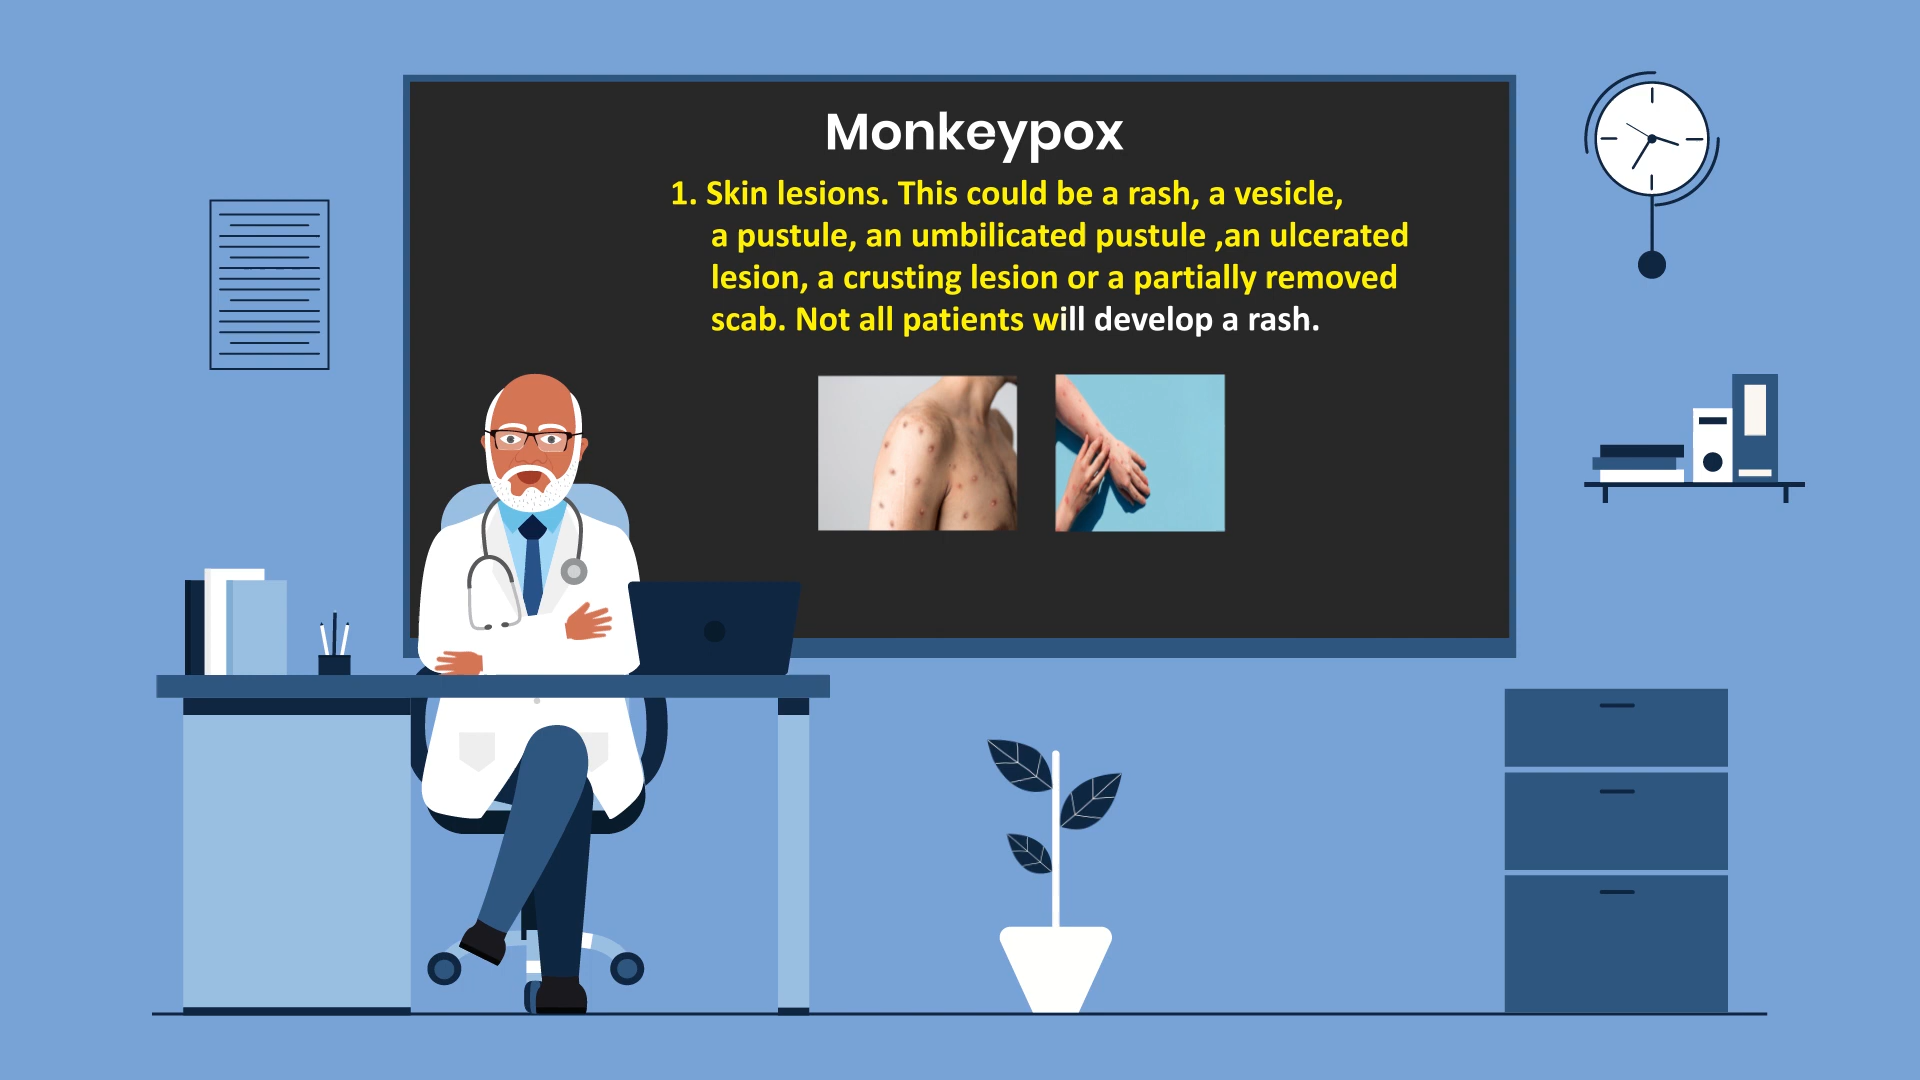 Monkeypox
1. Skin lesions. This could be a rash, a vesicle,
a pustule, an umbilicated pustule ,an ulcerated
lesion, a crusting lesion or a partially removed
scab. Not all patients will develop a rash.